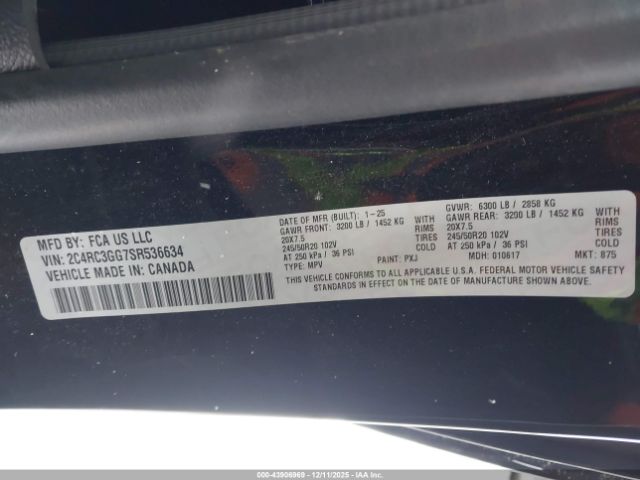 MFD BY: FCA US LLC
VIN: 2C4RC3GG7SR536634
VEHICLE MADE IN: CANADA
DATE OF MFR (BUILT): 1-25
GAWR FRONT: 3200 LB / 1452 KG WITH
20X7.5 RIMS
245/50R20 102V TIRES
AT 250 kPa / 36 PSI COLD
TYPE: MPV PAINT: PXJ
GVWR: 6300 LB / 2858 KG
GAWR REAR: 3200 LB / 1452 KG WITH
20X7.5 RIMS
245/50R20 102V TIRES
AT 250 kPa / 36 PSI COLD
MDH: 010617 MKT: 875
THIS VEHICLE CONFORMS TO ALL APPLICABLE U.S.A. FEDERAL MOTOR VEHICLE SAFETY
STANDARDS IN EFFECT ON THE DATE OF MANUFACTURE SHOWN ABOVE.
000-43906969 12/11/2025 IAAI, Inc.